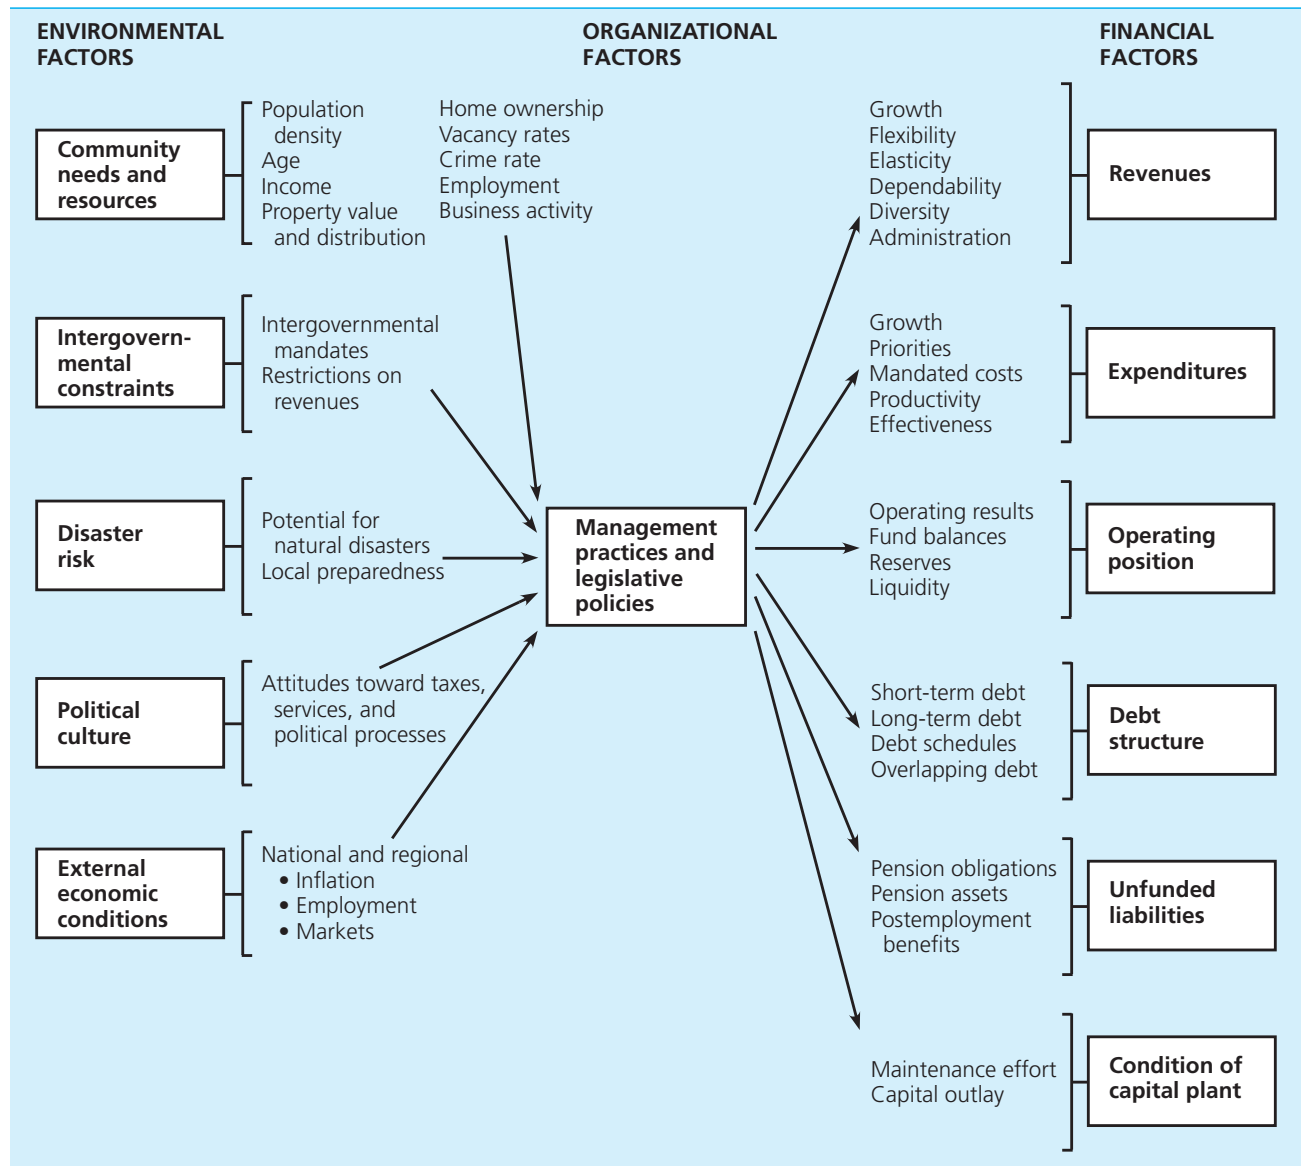 ENVIRONMENTAL
FACTORS
ORGANIZATIONAL
FACTORS
FINANCIAL
FACTORS
Community
needs and
resources
Population
density
Age
Income
Property value
and distribution
Home ownership
Vacancy rates
Crime rate
Employment
Business activity
Intergovern-
mental
constraints
Intergovernmental
mandates
Restrictions on
revenues
Disaster
risk
Potential for
natural disasters
Local preparedness
Political
culture
Attitudes toward taxes,
services, and
political processes
External
economic
conditions
National and regional
• Inflation
• Employment
• Markets
Management
practices and
legislative
policies
Growth
Flexibility
Elasticity
Dependability
Diversity
Administration
Revenues
Growth
Priorities
Mandated costs
Productivity
Effectiveness
Expenditures
Operating results
Fund balances
Reserves
Liquidity
Operating
position
Short-term debt
Long-term debt
Debt schedules
Overlapping debt
Debt
structure
Pension obligations
Pension assets
Postemployment
benefits
Unfunded
liabilities
Maintenance effort
Capital outlay
Condition of
capital plant